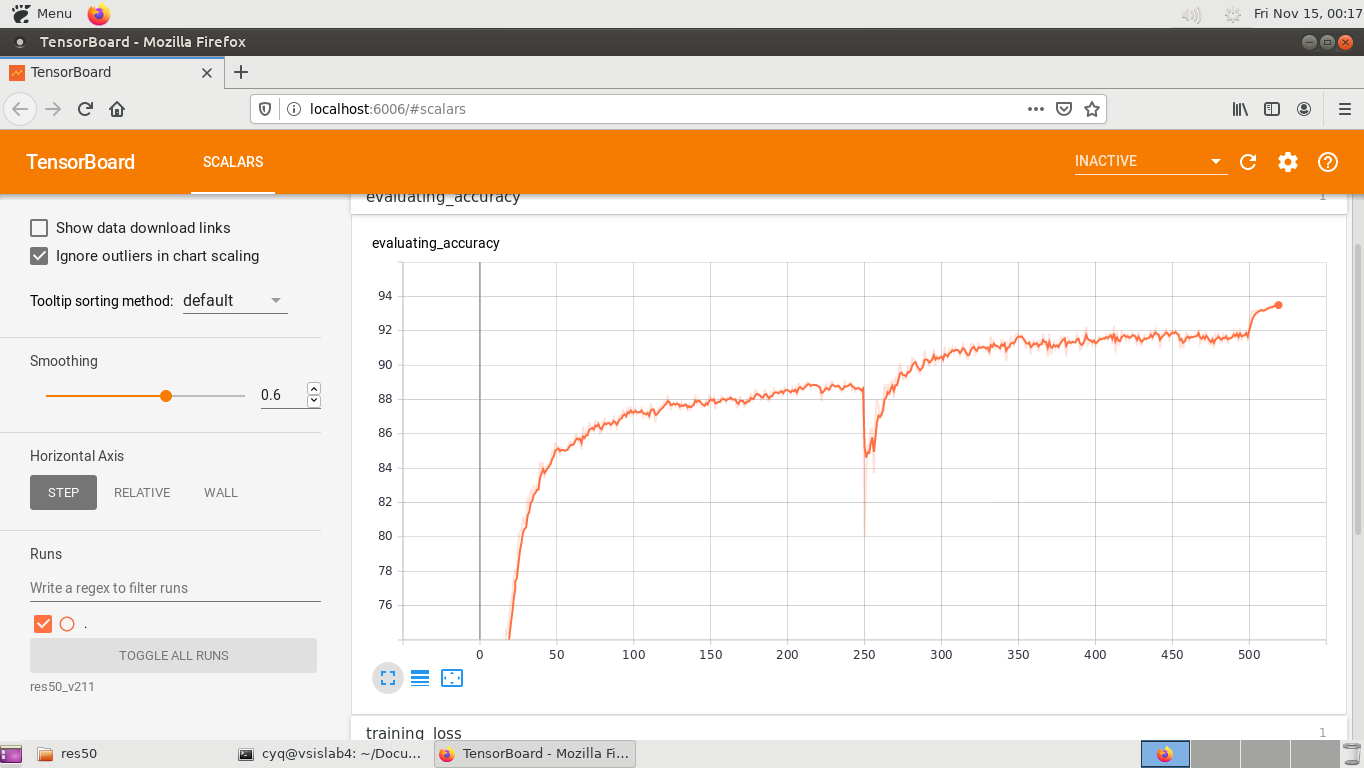 Menu
Fri Nov 15, 00:17
TensorBoard - Mozilla Firefox
TensorBoard
localhost:6006/#scalars
TensorBoard
SCALARS
INACTIVE
evaluating_accuracy
1
Show data download links
Ignore outliers in chart scaling
Tooltip sorting method: default
Smoothing
0.6
Horizontal Axis
STEP RELATIVE WALL
Runs
Write a regex to filter runs
.
TOGGLE ALL RUNS
res50_v211
evaluating_accuracy
94
92
90
88
86
84
82
80
78
76
0 50 100 150 200 250 300 350 400 450 500
training_loss
1
res50
cyq@vsislab4: ~/Docu...
TensorBoard - Mozilla Fi...